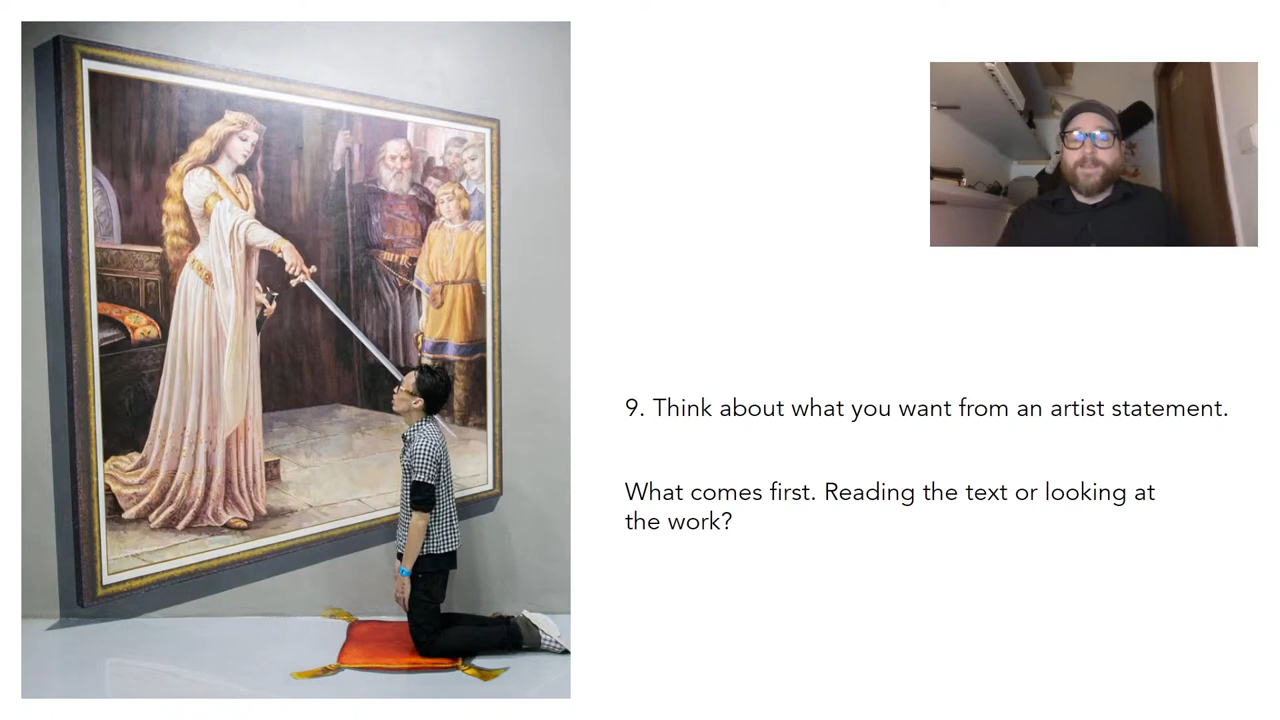 9. Think about what you want from an artist statement.
What comes first. Reading the text or looking at
the work?